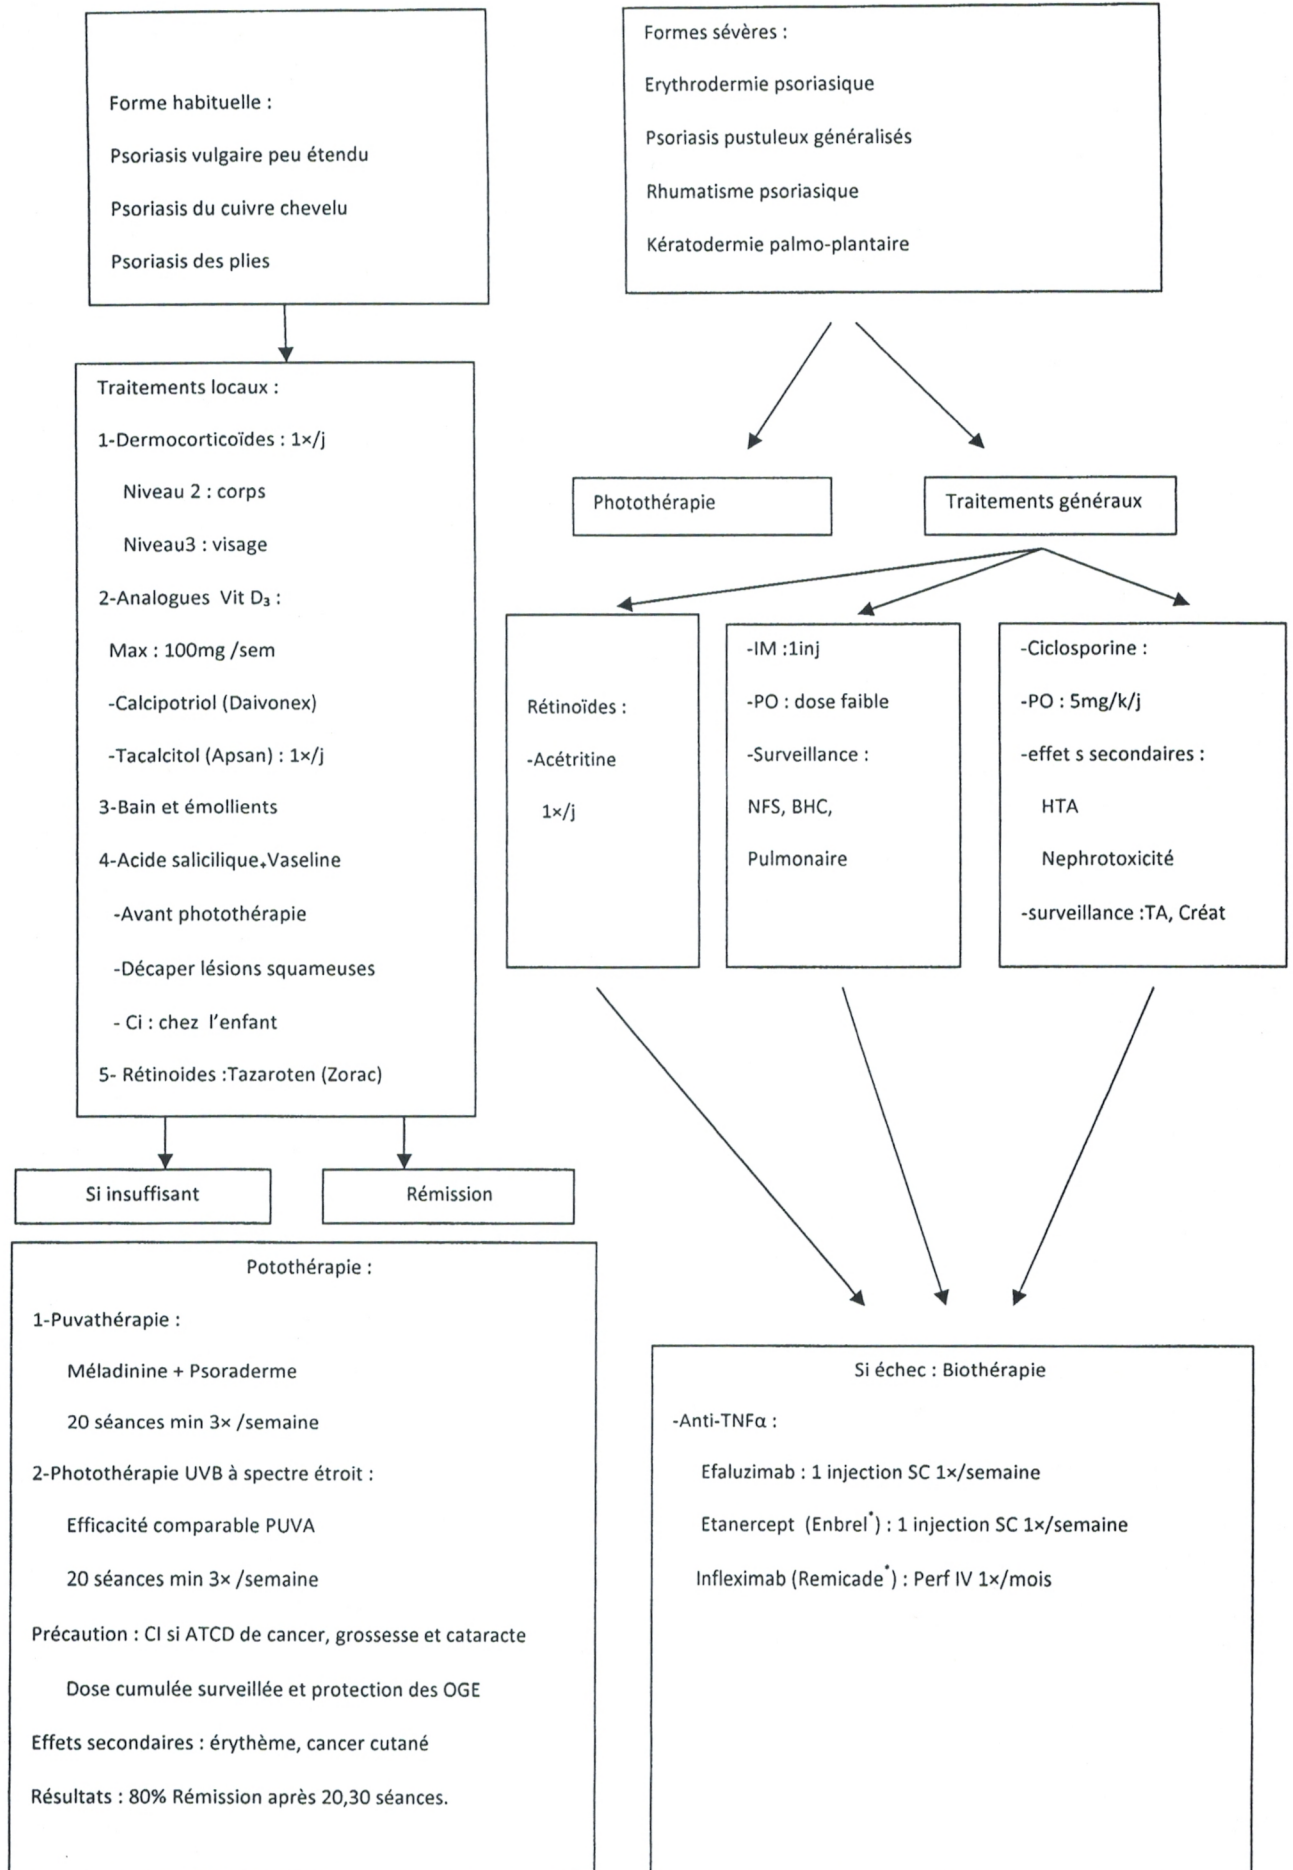 Forme habituelle :
Psoriasis vulgaire peu étendu
Psoriasis du cuivre chevelu
Psoriasis des plies
Formes sévères :
Erythrodermie psoriasique
Psoriasis pustuleux généralisés
Rhumatisme psoriasique
Kératodermie palmo-plantaire
Traitements locaux :
1-Dermocorticoïdes : 1×/j
Niveau 2 : corps
Niveau3 : visage
2-Analogues Vit D₃ :
Max : 100mg /sem
-Calcipotriol (Daivonex)
-Tacalcitol (Apsan) : 1×/j
3-Bain et émollients
4-Acide salicilique+Vaseline
-Avant photothérapie
-Décaper lésions squameuses
- Ci : chez l'enfant
5- Rétinoides :Tazaroten (Zorac)
Photothérapie
Traitements généraux
Rétinoïdes :
-Acétritine
1×/j
-IM :1inj
-PO : dose faible
-Surveillance :
NFS, BHC,
Pulmonaire
-Ciclosporine :
-PO : 5mg/k/j
-effet s secondaires :
HTA
Nephrotoxicité
-surveillance :TA, Créat
Si insuffisant
Rémission
Potothérapie :
1-Puvathérapie :
Méladinine + Psoraderme
20 séances min 3× /semaine
2-Photothérapie UVB à spectre étroit :
Efficacité comparable PUVA
20 séances min 3× /semaine
Précaution : CI si ATCD de cancer, grossesse et cataracte
Dose cumulée surveillée et protection des OGE
Effets secondaires : érythème, cancer cutané
Résultats : 80% Rémission après 20,30 séances.
Si échec : Biothérapie
-Anti-TNFα :
Efaluzimab : 1 injection SC 1×/semaine
Etanercept (Enbrel*) : 1 injection SC 1×/semaine
Infleximab (Remicade*) : Perf IV 1×/mois